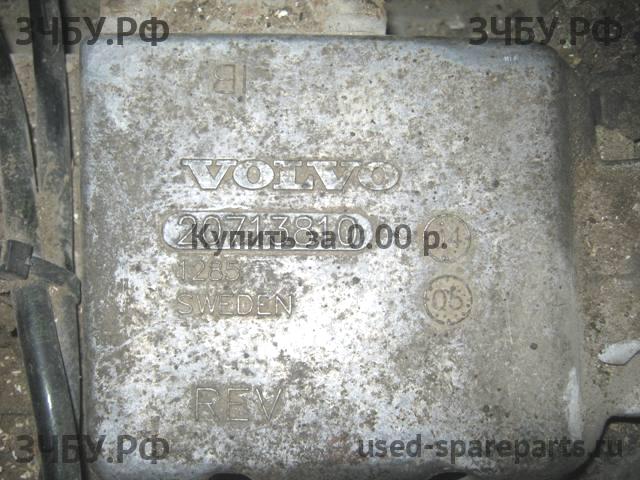 ЗЧБУ.РФ ЗЧБУ.РФ
VOLVO
20713810
Купить за 0.00 р.
1285
SWEDEN
05
REV
ЗЧБУ.РФ used-spareparts.ru